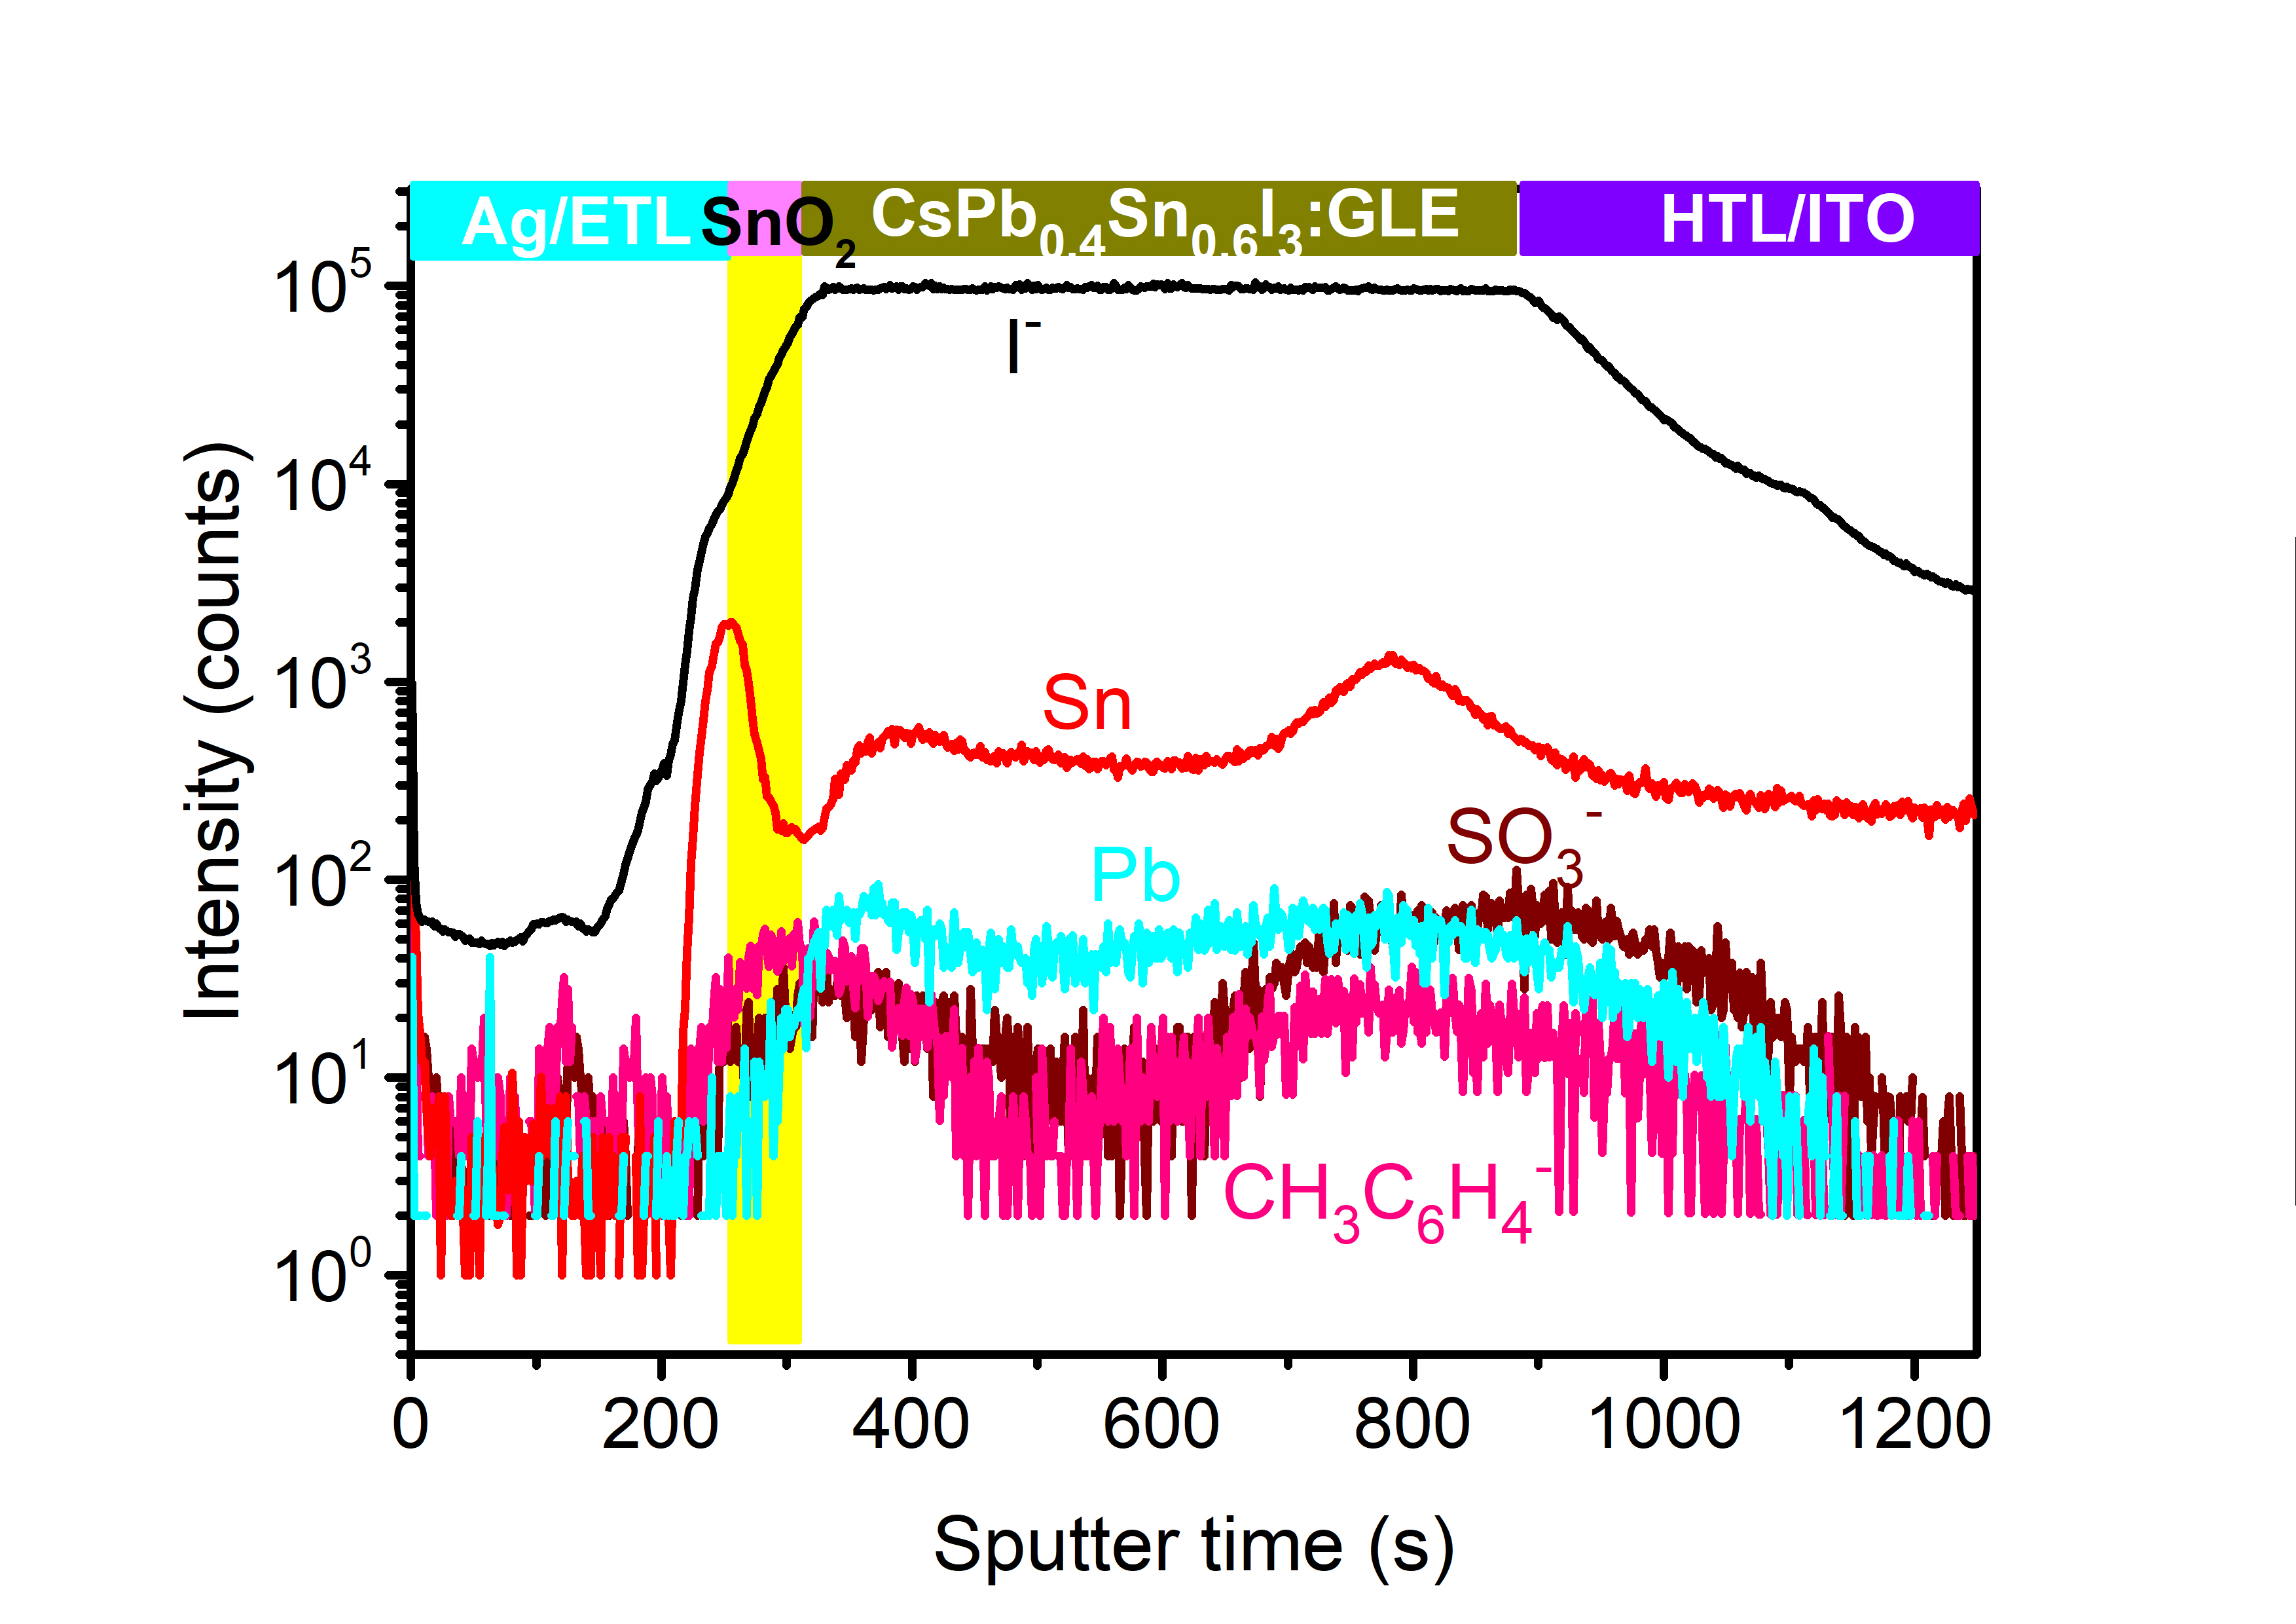 Ag/ETL SnO2 CsPb0.4Sn0.6I3:GLE HTL/ITO
10^5
I-
10^4
10^3
Sn
SO3-
10^2
Pb
10^1
CH3C6H4-
10^0
Intensity (counts)
0 200 400 600 800 1000 1200
Sputter time (s)